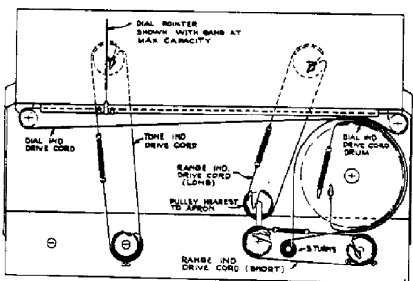 DIAL POINTER
SHOWN WITH GANG AT
MAX CAPACITY
DIAL IND
DRIVE CORD
TONE IND
DRIVE CORD
RANGE IND.
DRIVE CORD
(LONG)
DIAL IND
DRIVE CORD
DRUM
PULLEY NEAREST
TO APRON
3 TURNS
RANGE IND
DRIVE CORD (SHORT)